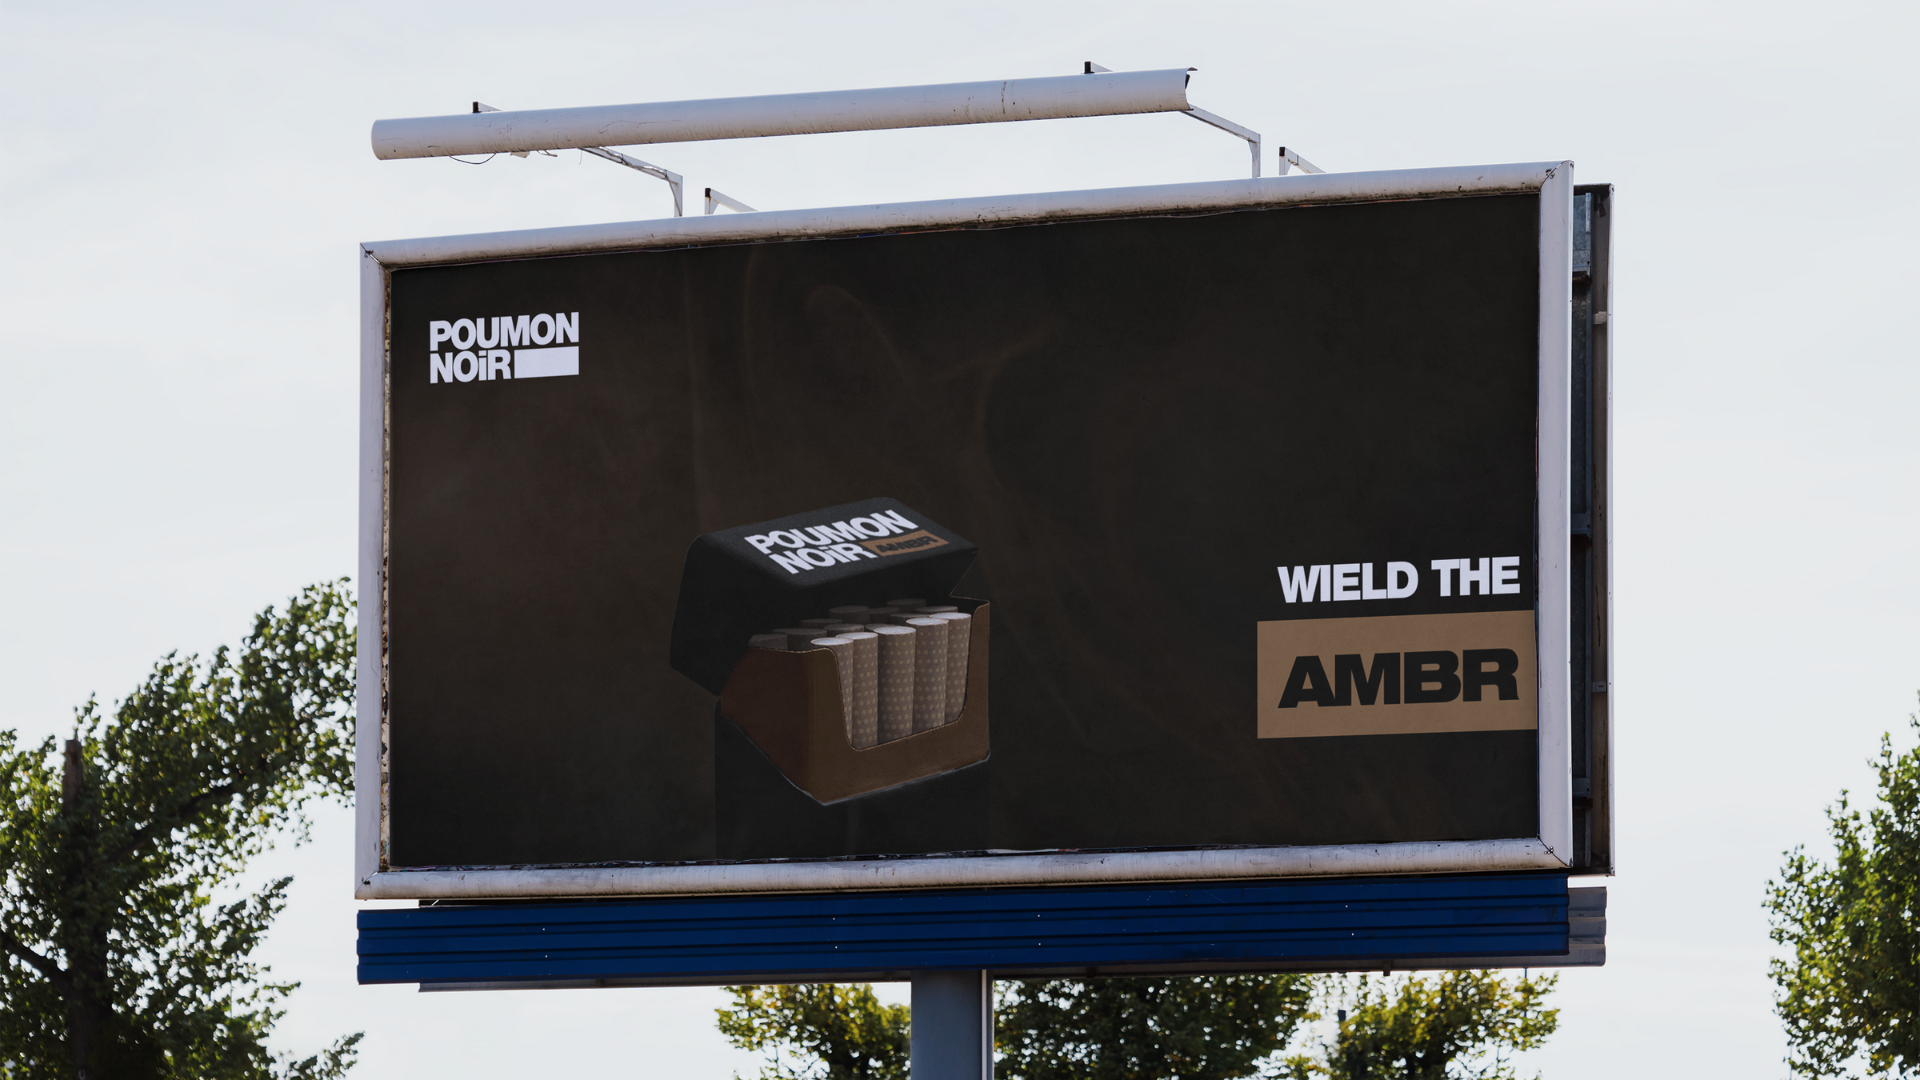 POUMON
NOiR
POUMON
NOiR AMBR
WIELD THE
AMBR